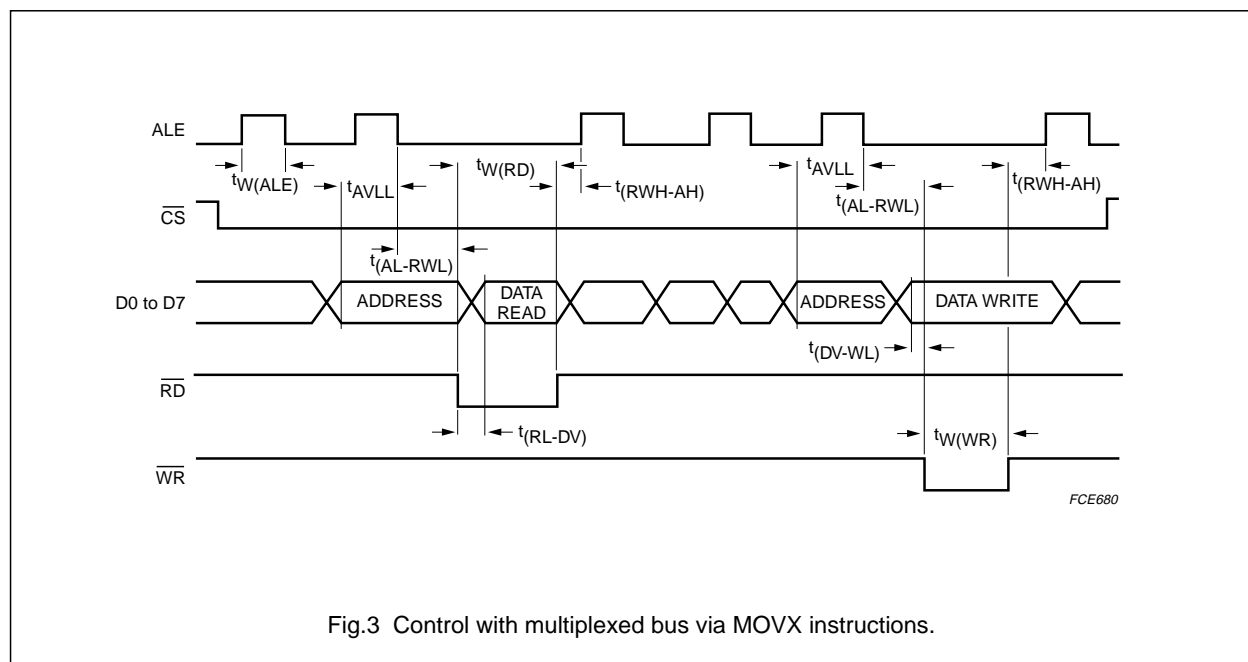 ALE
tW(ALE)
tAVLL
tW(RD)
t(RWH-AH)
tAVLL
t(AL-RWL)
t(RWH-AH)
CS
t(AL-RWL)
D0 to D7
ADDRESS
DATA
READ
ADDRESS
DATA WRITE
t(DV-WL)
RD
t(RL-DV)
tW(WR)
WR
FCE680
Fig.3 Control with multiplexed bus via MOVX instructions.